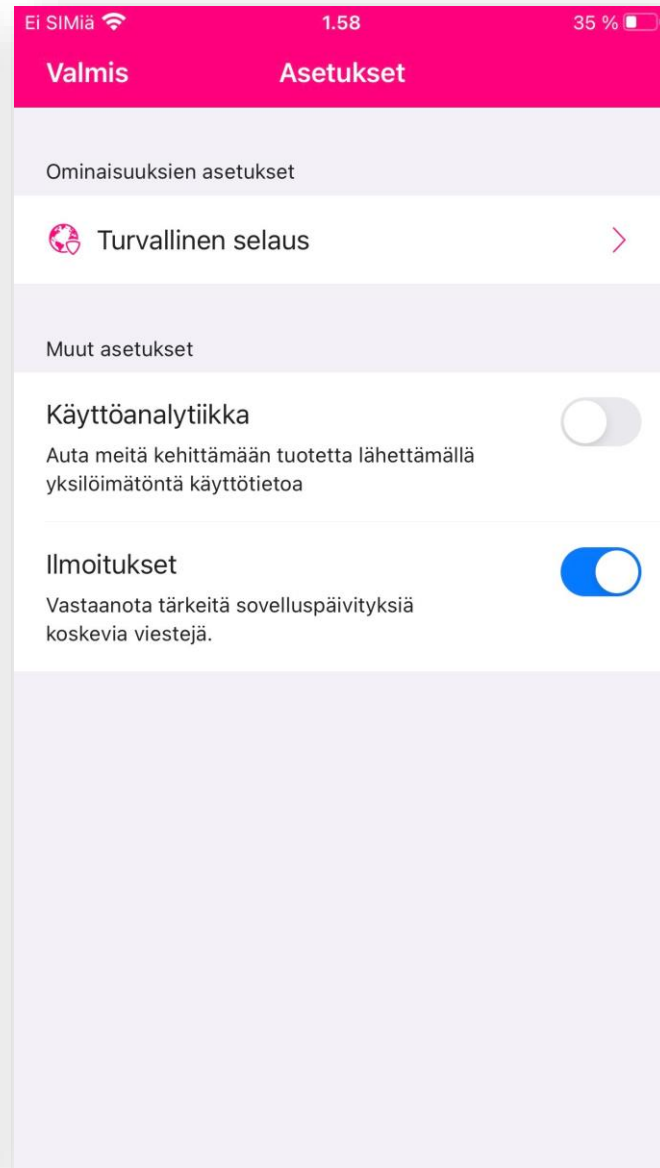 Ei SIMiä 1.58 35 %
Valmis Asetukset
Ominaisuuksien asetukset
Turvallinen selaus
Muut asetukset
Käyttöanalytiikka
Auta meitä kehittämään tuotetta lähettämällä
yksilöimätöntä käyttötietoa
Ilmoitukset
Vastaanota tärkeitä sovelluspäivityksiä
koskevia viestejä.